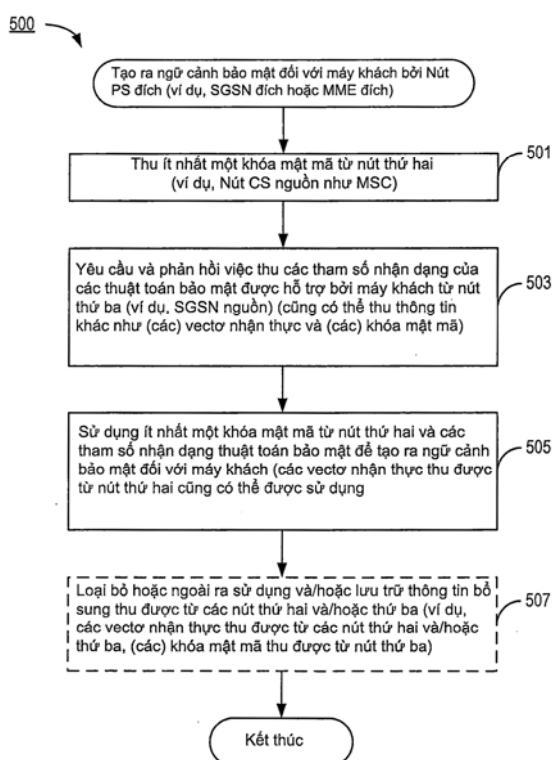 500
Tạo ra ngữ cảnh bảo mật đối với máy khách bởi Nút
PS đích (ví dụ, SGSN đích hoặc MME đích)
Thu ít nhất một khóa mật mã từ nút thứ hai
(ví dụ, Nút CS nguồn như MSC)
501
Yêu cầu và phản hồi việc thu các tham số nhận dạng của
các thuật toán bảo mật được hỗ trợ bởi máy khách từ nút
thứ ba (ví dụ. SGSN nguồn) (cũng có thể thu thông tin
khác như (các) vectơ nhận thực và (các) khóa mật mã)
503
Sử dụng ít nhất một khóa mật mã từ nút thứ hai và các
tham số nhận dạng thuật toán bảo mật để tạo ra ngữ cảnh
bảo mật đối với máy khách (các vectơ nhận thực thu được
từ nút thứ hai cũng có thể được sử dụng
505
Loại bỏ hoặc ngoài ra sử dụng và/hoặc lưu trữ thông tin bổ
sung thu được từ các nút thứ hai và/hoặc thứ ba (ví dụ,
các vectơ nhận thực thu được từ các nút thứ hai và/hoặc
thứ ba, (các) khóa mật mã thu được từ nút thứ ba)
507
Kết thúc